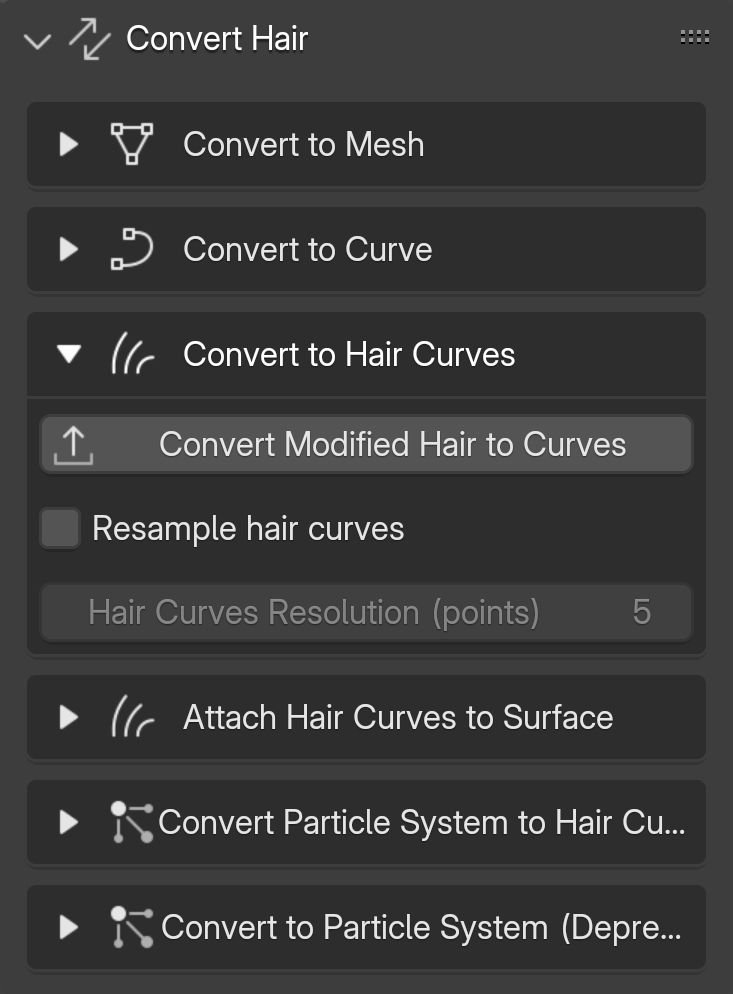 Convert Hair
Convert to Mesh
Convert to Curve
Convert to Hair Curves
Convert Modified Hair to Curves
Resample hair curves
Hair Curves Resolution (points) 5
Attach Hair Curves to Surface
Convert Particle System to Hair Cu...
Convert to Particle System (Depre...